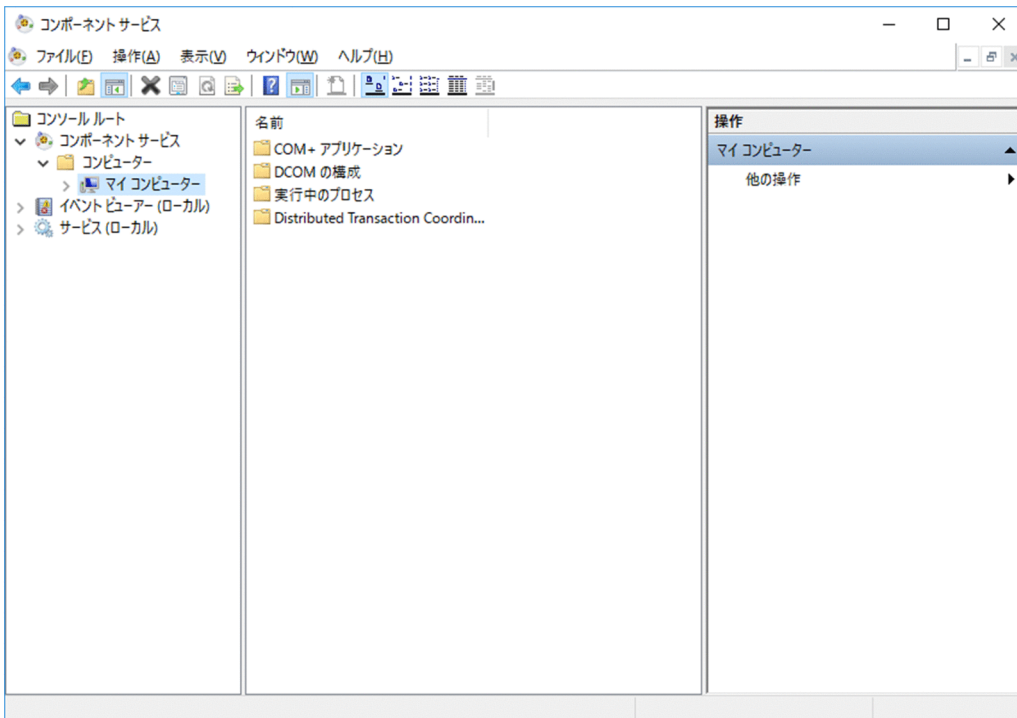 コンポーネント サービス
ファイル(F) 操作(A) 表示(V) ウィンドウ(W) ヘルプ(H)
コンソール ルート
コンポーネント サービス
コンピューター
マイ コンピューター
イベント ビューアー (ローカル)
サービス (ローカル)
名前
COM+ アプリケーション
DCOM の構成
実行中のプロセス
Distributed Transaction Coordin...
操作
マイ コンピューター
他の操作